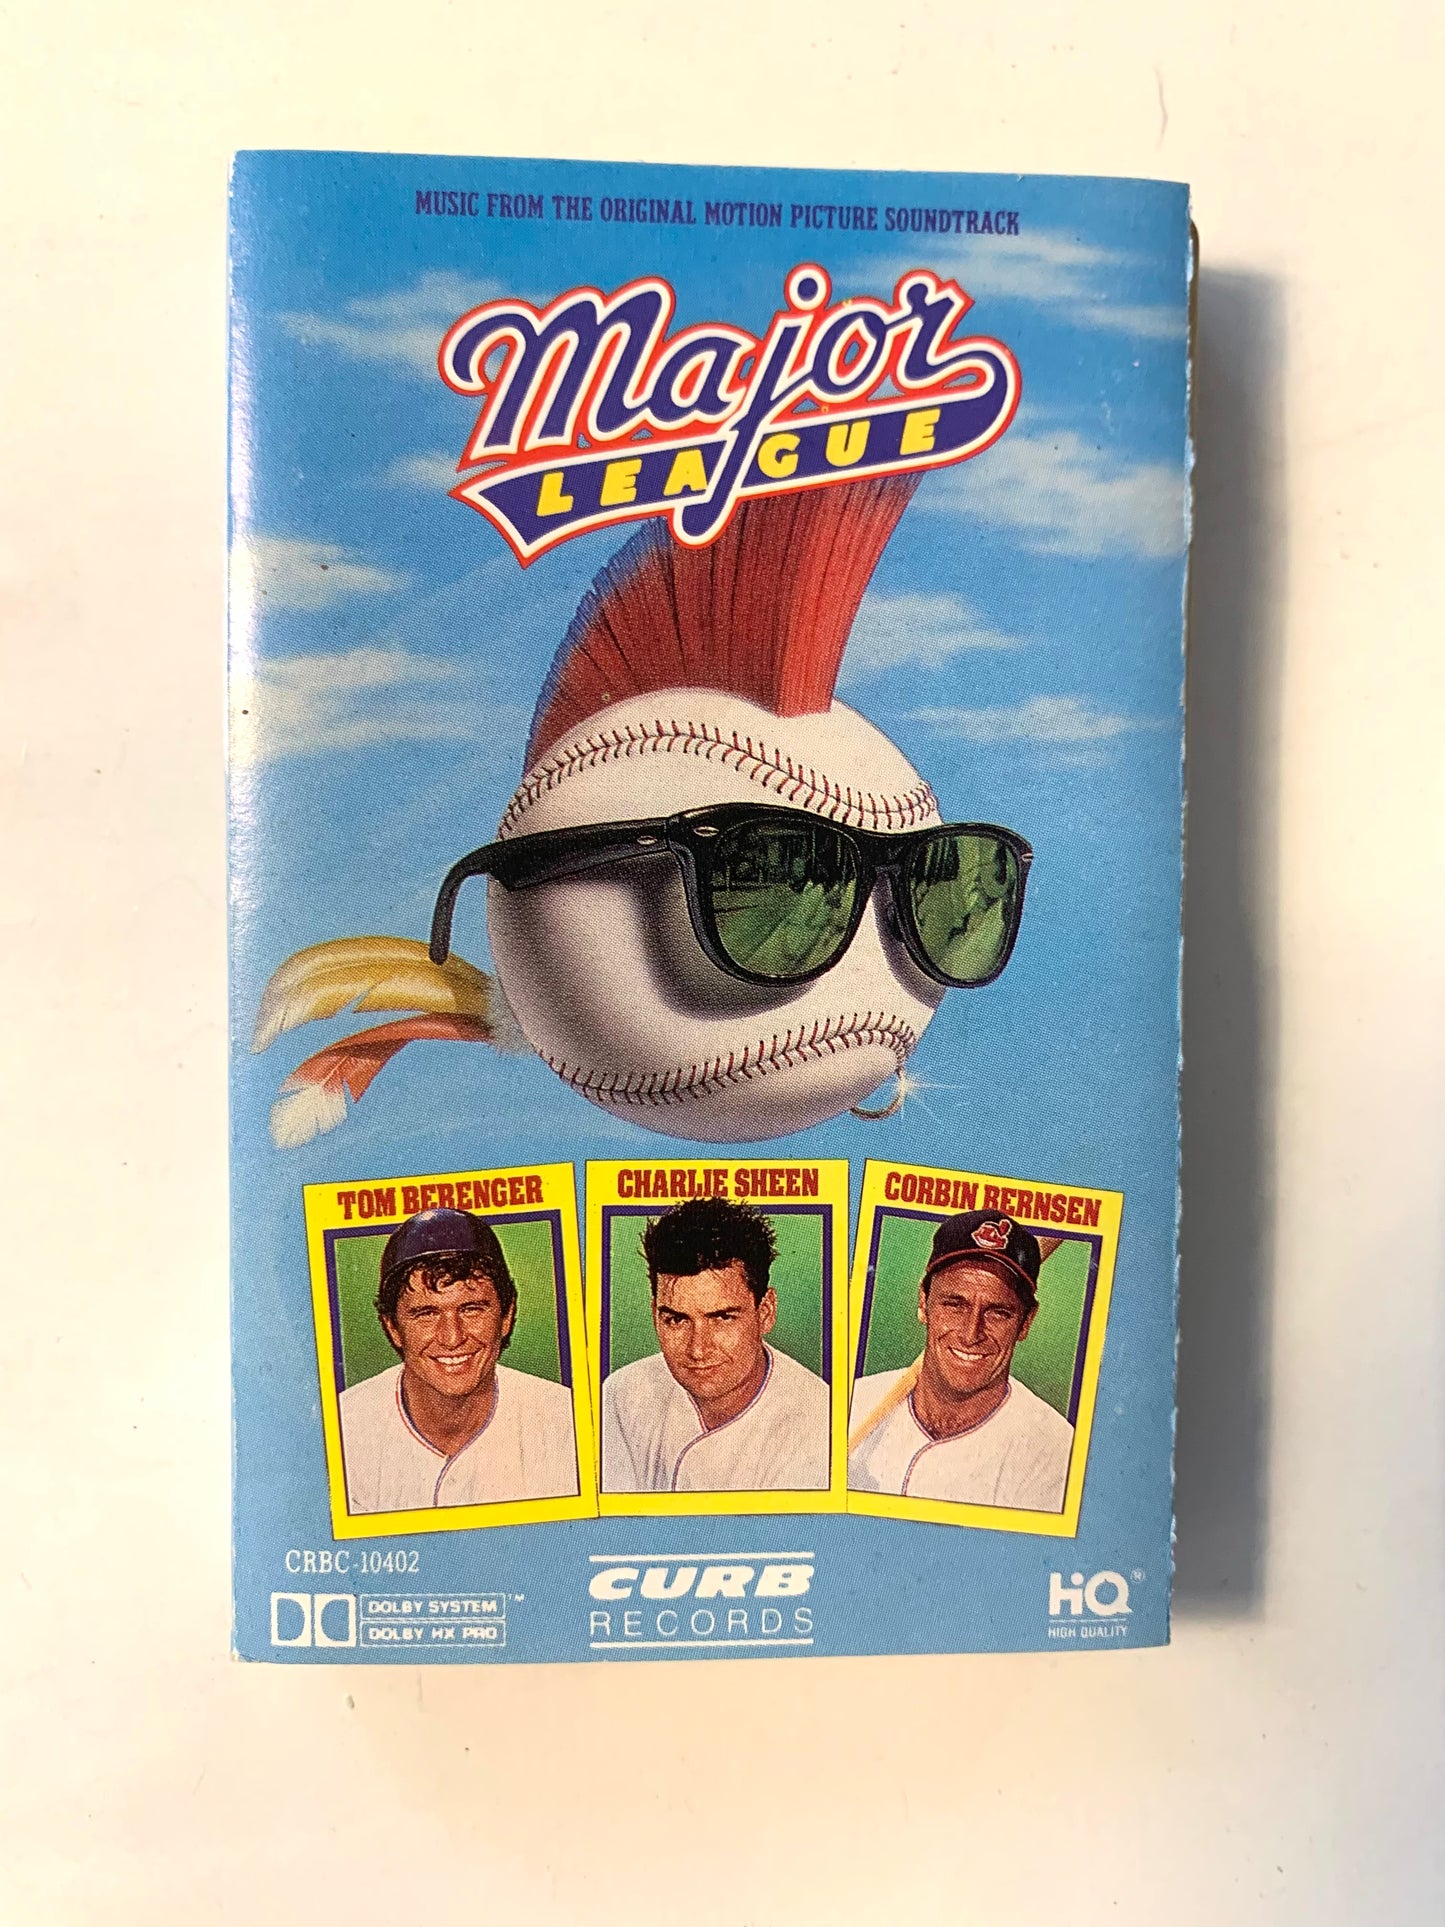 MUSIC FROM THE ORIGINAL MOTION PICTURE SOUNDTRACK
Major
LEAGUE
TOM BERENGER
CHARLIE SHEEN
CORBIN BERNSEN
CRBC-10402
DOLBY SYSTEM™
DOLBY HX PRO
CURB
RECORDS
HQ®
HIGH QUALITY